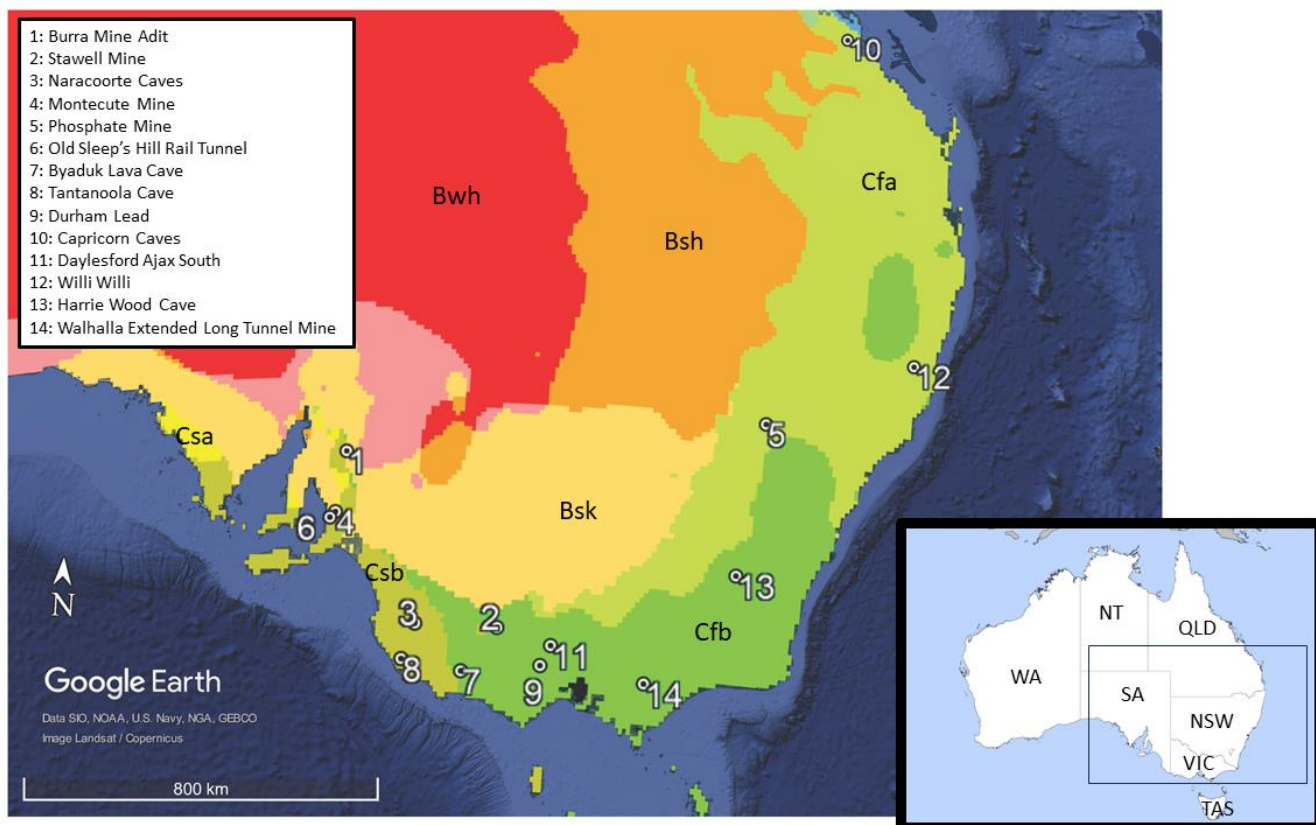 1: Burra Mine Adit
2: Stawell Mine
3: Naracoorte Caves
4: Montecute Mine
5: Phosphate Mine
6: Old Sleep's Hill Rail Tunnel
7: Byaduk Lava Cave
8: Tantanoola Cave
9: Durham Lead
10: Capricorn Caves
11: Daylesford Ajax South
12: Willi Willi
13: Harrie Wood Cave
14: Walhalla Extended Long Tunnel Mine
10
Cfa
Bwh
Bsh
12
Csa
5
1
Bsk
6
4
N
Csb
13
3
2
Cfb
11
8
7
9
14
Google Earth
Data SIO, NOAA, U.S. Navy, NGA, GEBCO
Image Landsat / Copernicus
800 km
NT
QLD
WA
SA
NSW
VIC
TAS